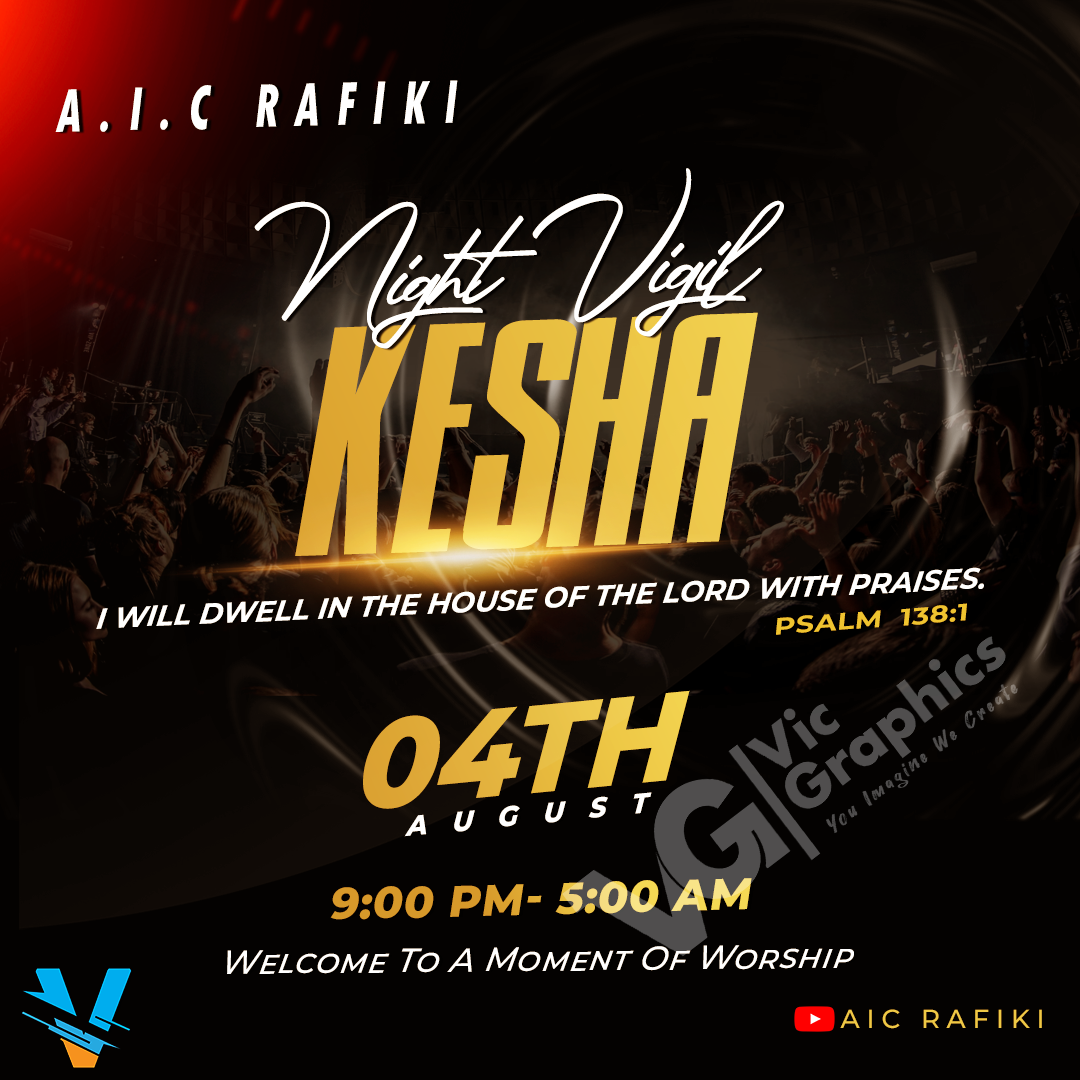 A.I.C RAFIKI
Night Vigil
KESHA
I WILL DWELL IN THE HOUSE OF THE LORD WITH PRAISES.
PSALM 138:1
04TH
AUGUST
VG Vic
Graphics
You Imagine We Create
9:00 PM- 5:00 AM
WELCOME TO A MOMENT OF WORSHIP
AIC RAFIKI